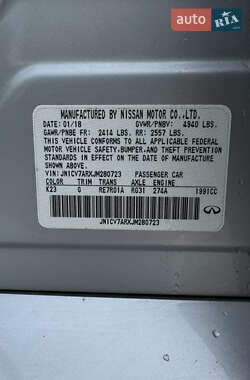 AUTO.RIA
MANUFACTURED BY NISSAN MOTOR CO.,LTD.
DATE: 01/18 GVWR/PNBV: 4940 LBS.
GAWR/PNBE FR: 2414 LBS. RR: 2557 LBS.
THIS VEHICLE CONFORMS TO ALL APPLICABLE
FEDERAL MOTOR VEHICLE SAFETY, BUMPER, AND THEFT PREVENTION
STANDARDS IN EFFECT ON THE DATE OF
MANUFACTURE SHOWN ABOVE.
VIN: JN1CV7ARXJM280723 PASSENGER CAR
COLOR TRIM TRANS AXLE
K23 G RE7R01A RG31 274A 1991CC
JN1CV7ARXJM280723
INFINITI